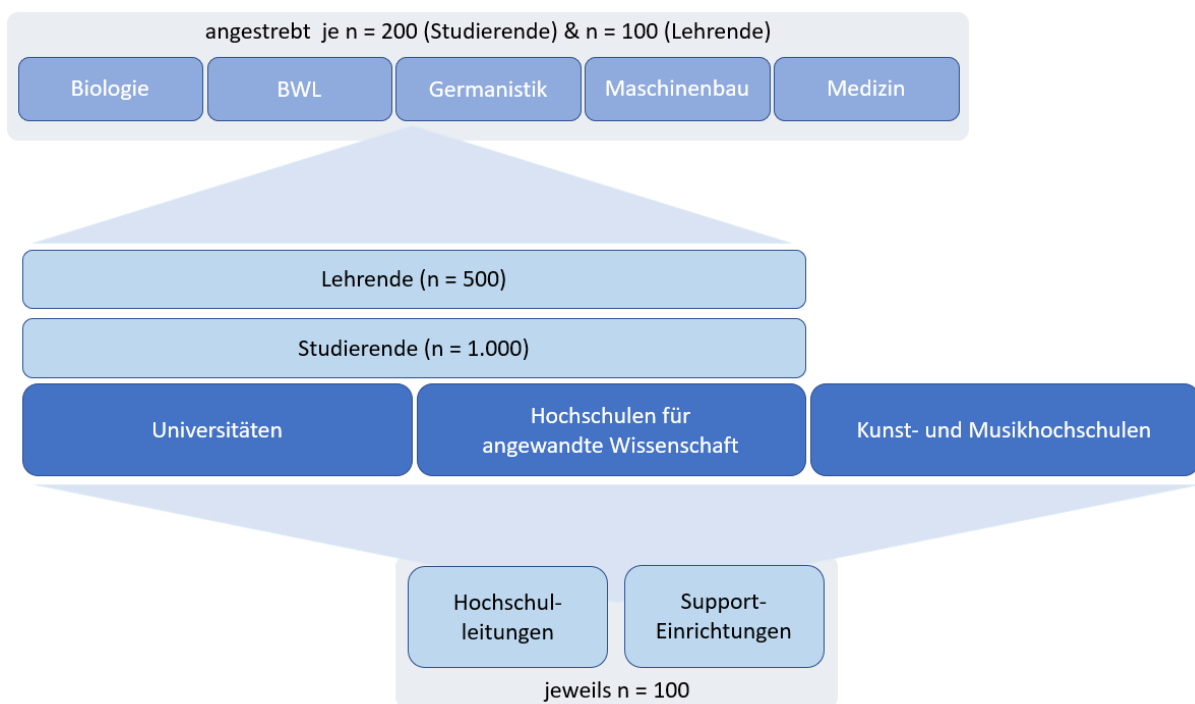 angestrebt je n = 200 (Studierende) & n = 100 (Lehrende)
Biologie
BWL
Germanistik
Maschinenbau
Medizin
Lehrende (n = 500)
Studierende (n = 1.000)
Universitäten
Hochschulen für
angewandte Wissenschaft
Kunst- und Musikhochschulen
Hochschul-
leitungen
Support-
Einrichtungen
jeweils n = 100